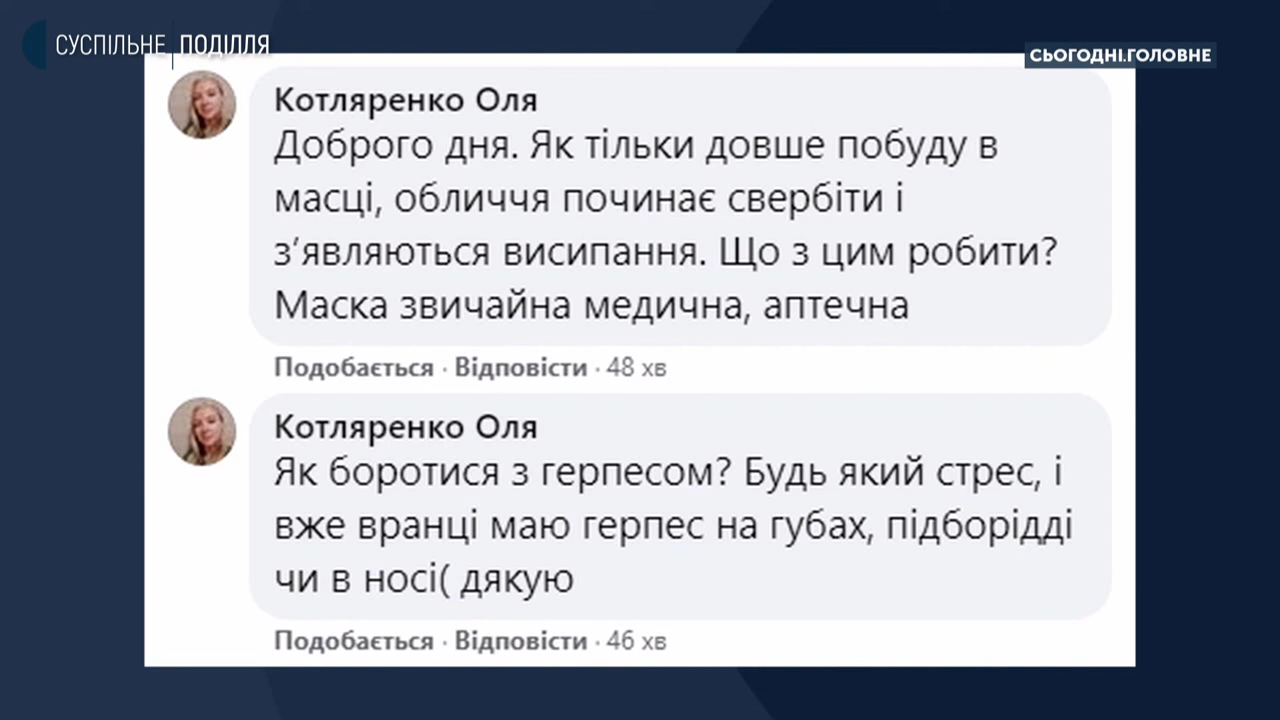 СУСПІЛЬНЕ ПОДІЛЛЯ
СЬОГОДНІ.ГОЛОВНЕ
Котляренко Оля
Доброго дня. Як тільки довше побуду в
масці, обличчя починає свербіти і
з’являються висипання. Що з цим робити?
Маска звичайна медична, аптечна
Подобається · Відповісти · 48 хв
Котляренко Оля
Як боротися з герпесом? Будь який стрес, і
вже вранці маю герпес на губах, підборідді
чи в носі( дякую
Подобається · Відповісти · 46 хв